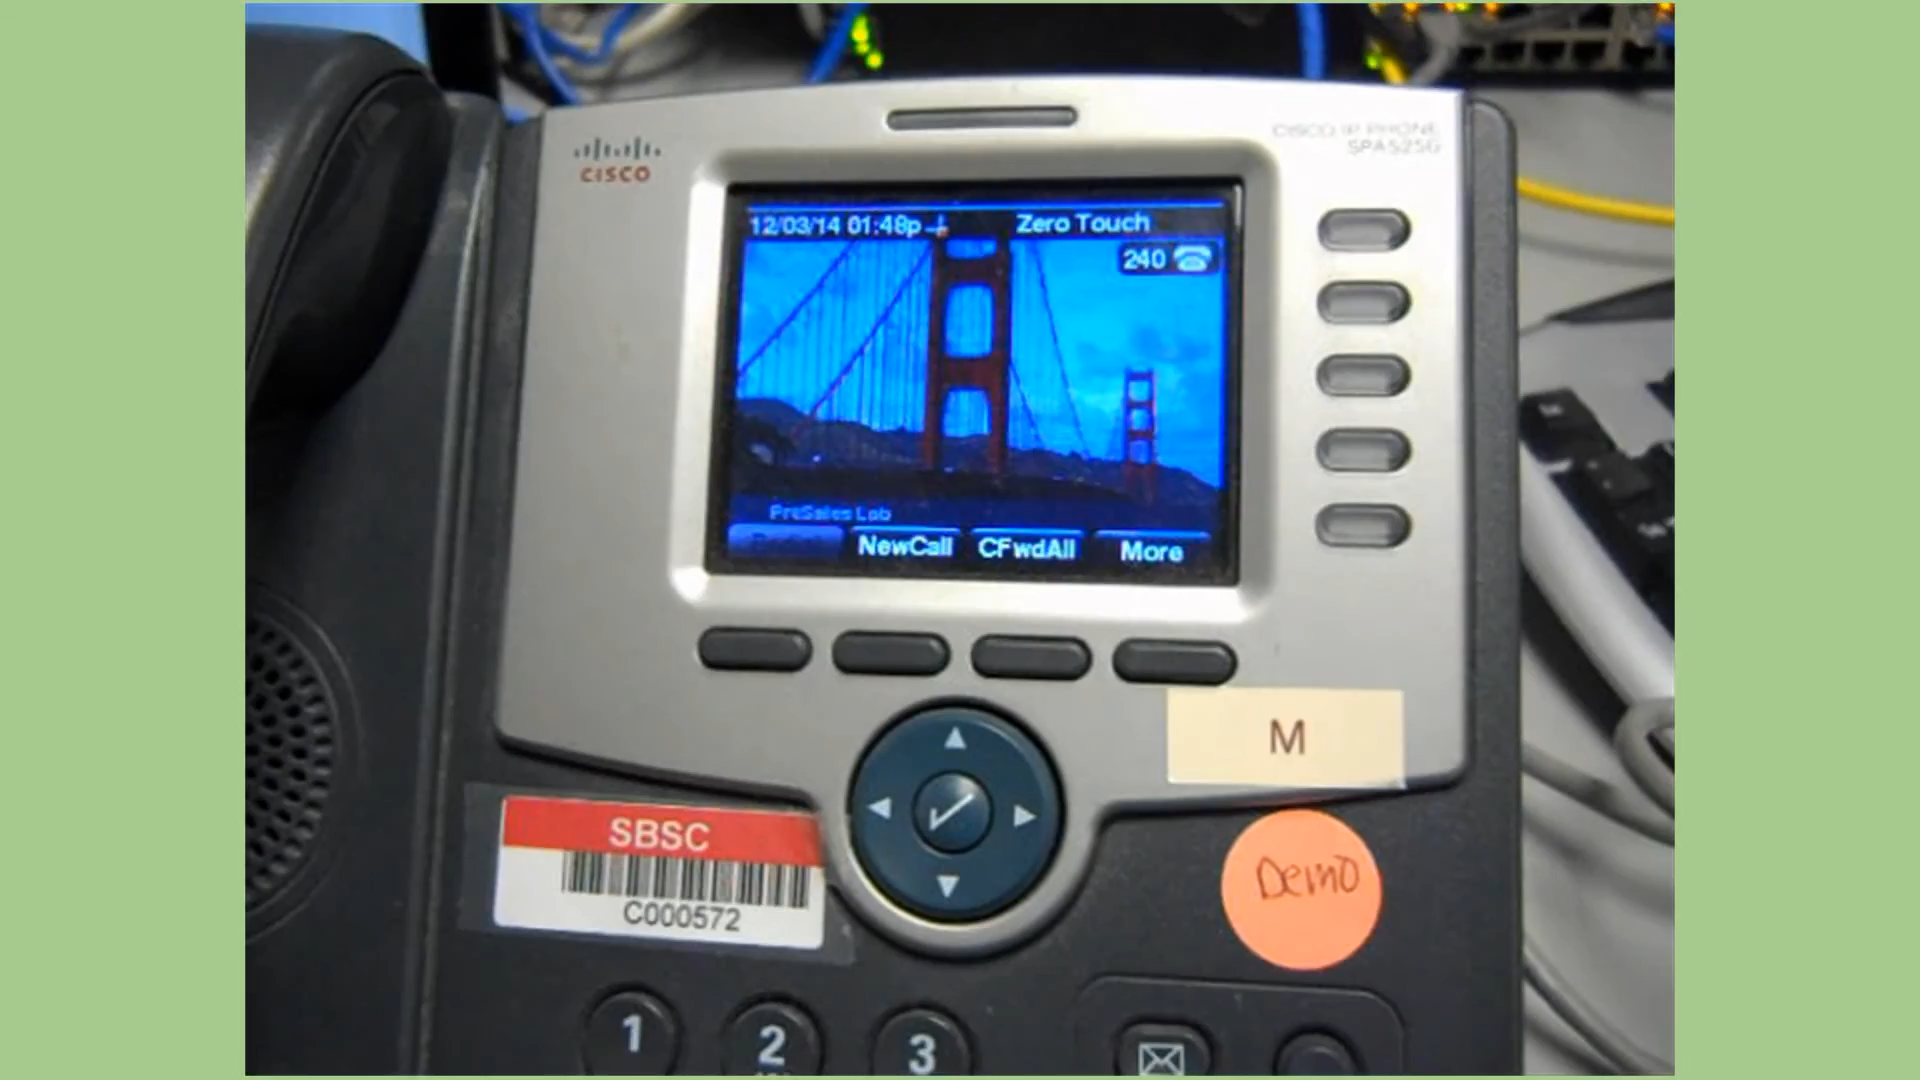 CISCO
CISCO IP PHONE
SPA525G
12/03/14 01:48p
Zero Touch
240
PreSales Lab
NewCall
CFwdAll
More
M
SBSC
C000572
Demo
1
2
3